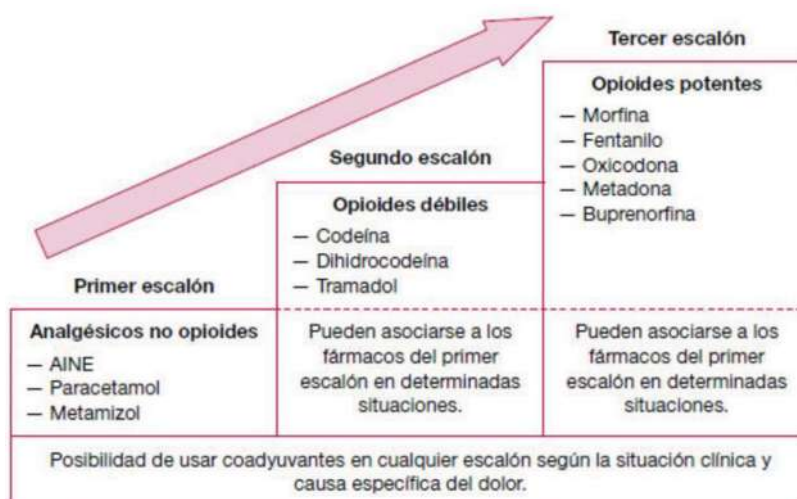 Tercer escalón
Opioides potentes
— Morfina
— Fentanilo
— Oxicodona
— Metadona
— Buprenorfina
Segundo escalón
Opioides débiles
— Codeína
— Dihidrocodeína
— Tramadol
Primer escalón
Analgésicos no opioides
— AINE
— Paracetamol
— Metamizol
Pueden asociarse a los
fármacos del primer
escalón en determinadas
situaciones.
Pueden asociarse a los
fármacos del primer
escalón en determinadas
situaciones.
Posibilidad de usar coadyuvantes en cualquier escalón según la situación clínica y
causa específica del dolor.